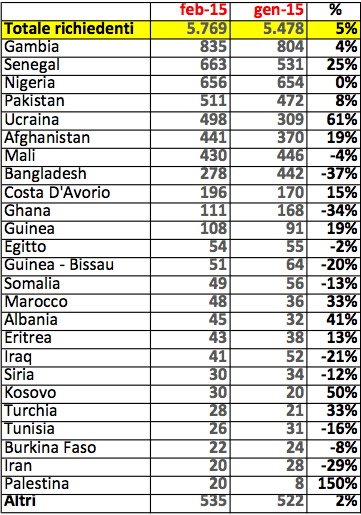 feb-15 gen-15 %
Totale richiedenti 5.769 5.478 5%
Gambia 835 804 4%
Senegal 663 531 25%
Nigeria 656 654 0%
Pakistan 511 472 8%
Ucraina 498 309 61%
Afghanistan 441 370 19%
Mali 430 446 -4%
Bangladesh 278 442 -37%
Costa D'Avorio 196 170 15%
Ghana 111 168 -34%
Guinea 108 91 19%
Egitto 54 55 -2%
Guinea - Bissau 51 64 -20%
Somalia 49 56 -13%
Marocco 48 36 33%
Albania 45 32 41%
Eritrea 43 38 13%
Iraq 41 52 -21%
Siria 30 34 -12%
Kosovo 30 20 50%
Turchia 28 21 33%
Tunisia 26 31 -16%
Burkina Faso 22 24 -8%
Iran 20 28 -29%
Palestina 20 8 150%
Altri 535 522 2%